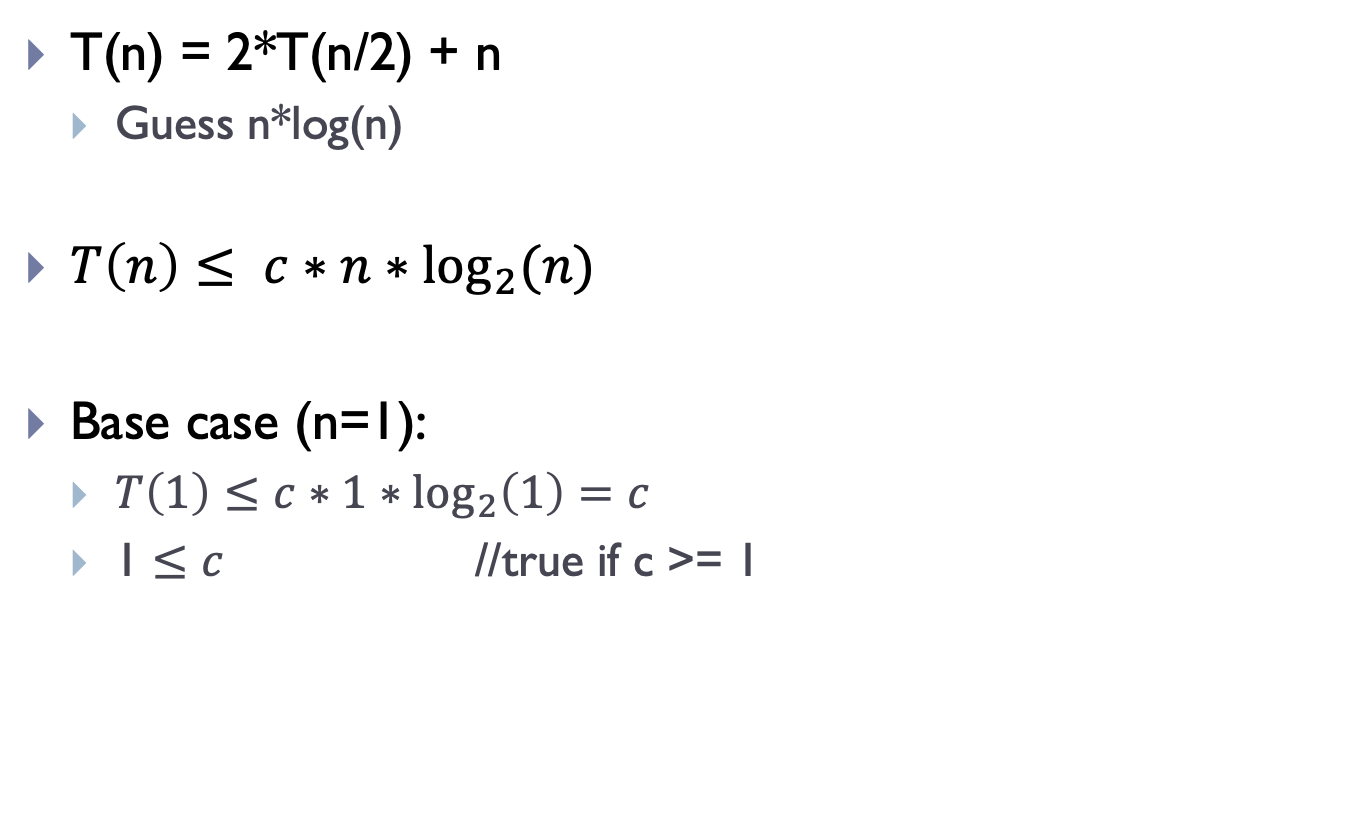 T(n) = 2*T(n/2) + n
Guess n*log(n)
T(n) ≤ c * n * log₂(n)
Base case (n=1):
T(1) ≤ c * 1 * log₂(1) = c
1 ≤ c //true if c >= 1